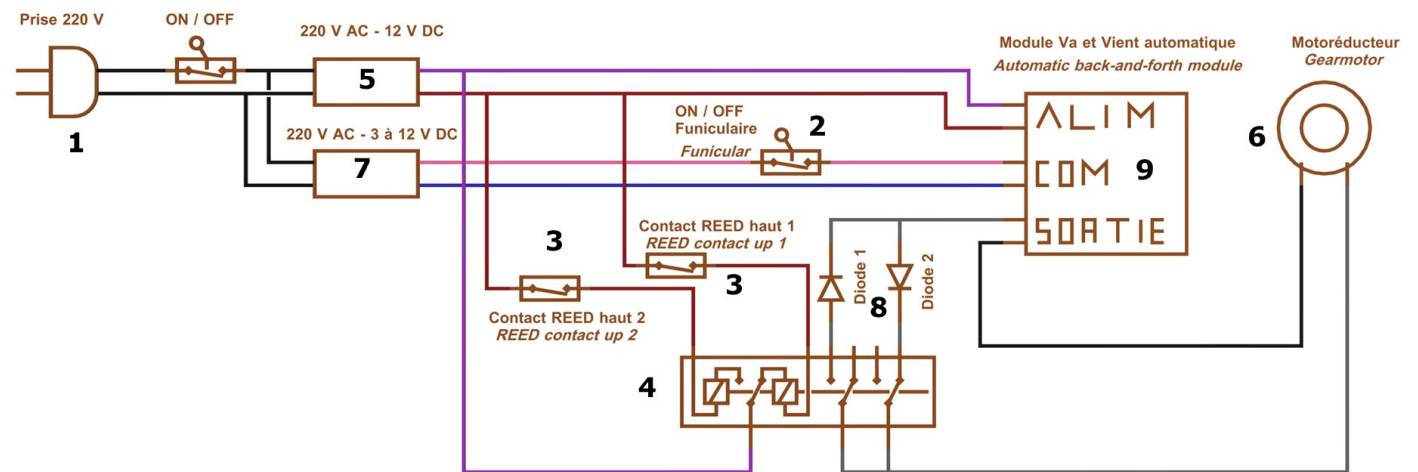 Prise 220 V
ON / OFF
220 V AC - 12 V DC
1
5
220 V AC - 3 à 12 V DC
7
ON / OFF
Funiculaire
Funicular
2
Module Va et Vient automatique
Automatic back-and-forth module
ALIM
COM
9
SORTIE
Motoréducteur
Gearmotor
6
Contact REED haut 1
REED contact up 1
3
3
Contact REED haut 2
REED contact up 2
Diode 1
Diode 2
8
4